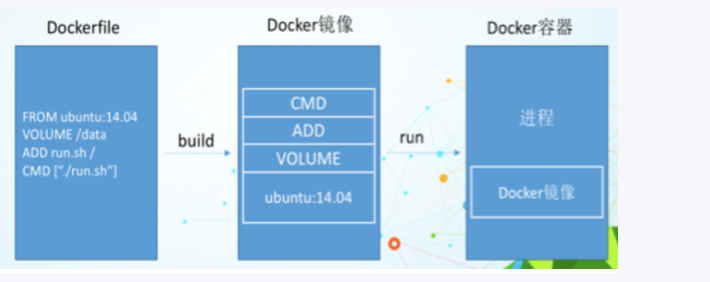 Dockerfile
Docker镜像
Docker容器
FROM ubuntu:14.04
VOLUME /data
ADD run.sh /
CMD [“./run.sh”]
build
CMD
ADD
VOLUME
ubuntu:14.04
run
进程
Docker镜像